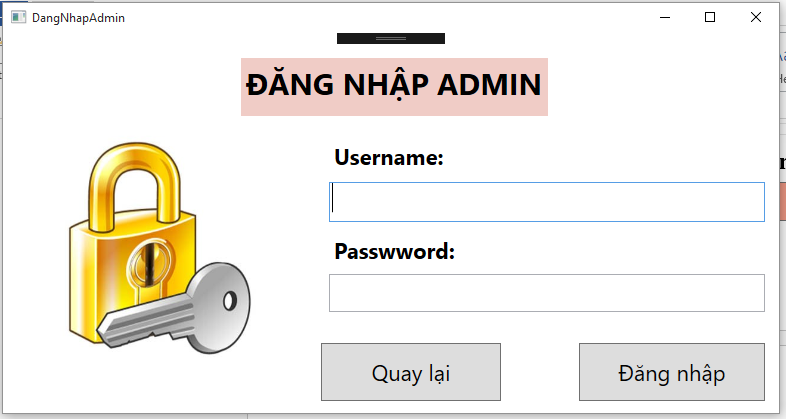 DangNhapAdmin
ĐĂNG NHẬP ADMIN
Username:
Passwword:
Quay lại
Đăng nhập